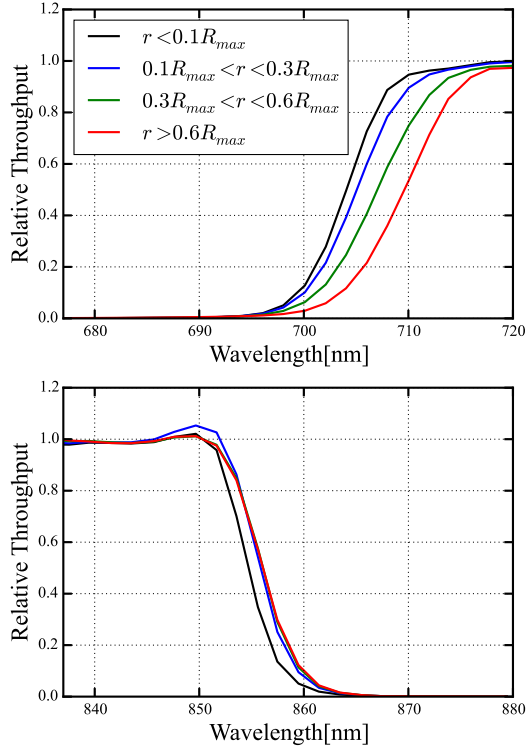 1.2
1.0
0.8
0.6
0.4
0.2
0.0
Relative Throughput
r < 0.1R_max
0.1R_max < r < 0.3R_max
0.3R_max < r < 0.6R_max
r > 0.6R_max
680 690 700 710 720
Wavelength[nm]
1.2
1.0
0.8
0.6
0.4
0.2
0.0
Relative Throughput
840 850 860 870 880
Wavelength[nm]